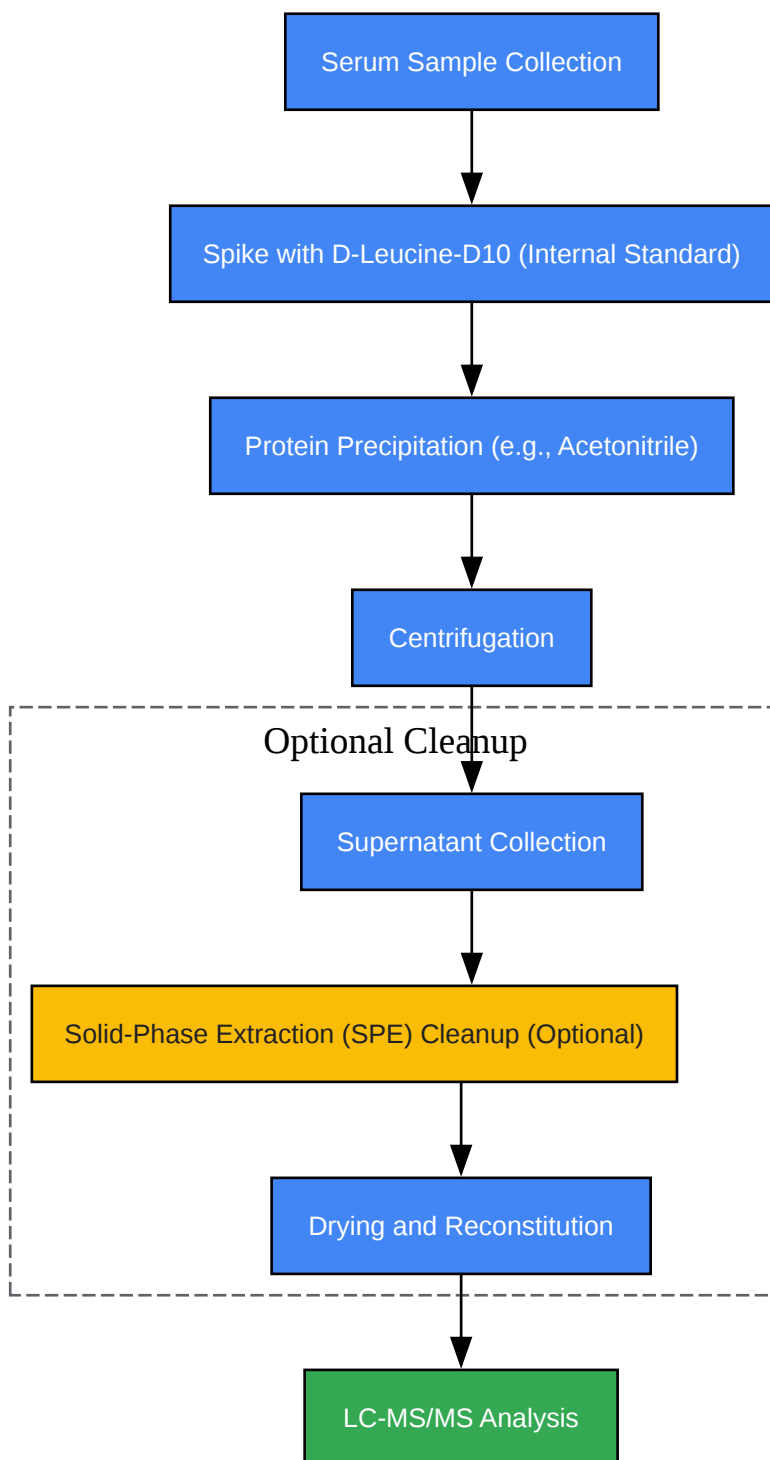 Serum Sample Collection
Spike with D-Leucine-D10 (Internal Standard)
Protein Precipitation (e.g., Acetonitrile)
Centrifugation
Optional Cleanup
Supernatant Collection
Solid-Phase Extraction (SPE) Cleanup (Optional)
Drying and Reconstitution
LC-MS/MS Analysis